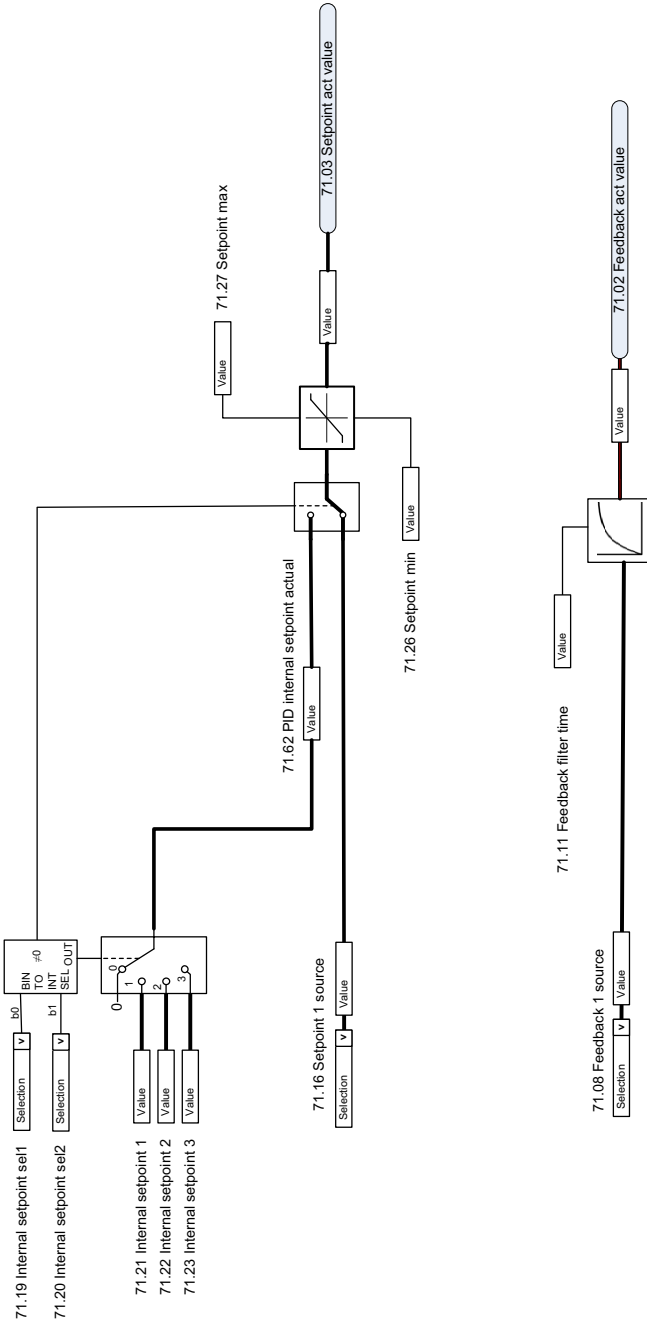 71.19 Internal setpoint sel1
Selection
v
b0
71.20 Internal setpoint sel2
Selection
v
b1
BIN
TO
INT
SEL
≠0
OUT
71.21 Internal setpoint 1
Value
71.22 Internal setpoint 2
Value
71.23 Internal setpoint 3
Value
0
0
1
2
3
71.62 PID internal setpoint actual
Value
71.16 Setpoint 1 source
Selection
v
Value
71.27 Setpoint max
Value
71.26 Setpoint min
Value
Value
71.03 Setpoint act value
71.11 Feedback filter time
Value
71.08 Feedback 1 source
Selection
v
Value
Value
71.02 Feedback act value